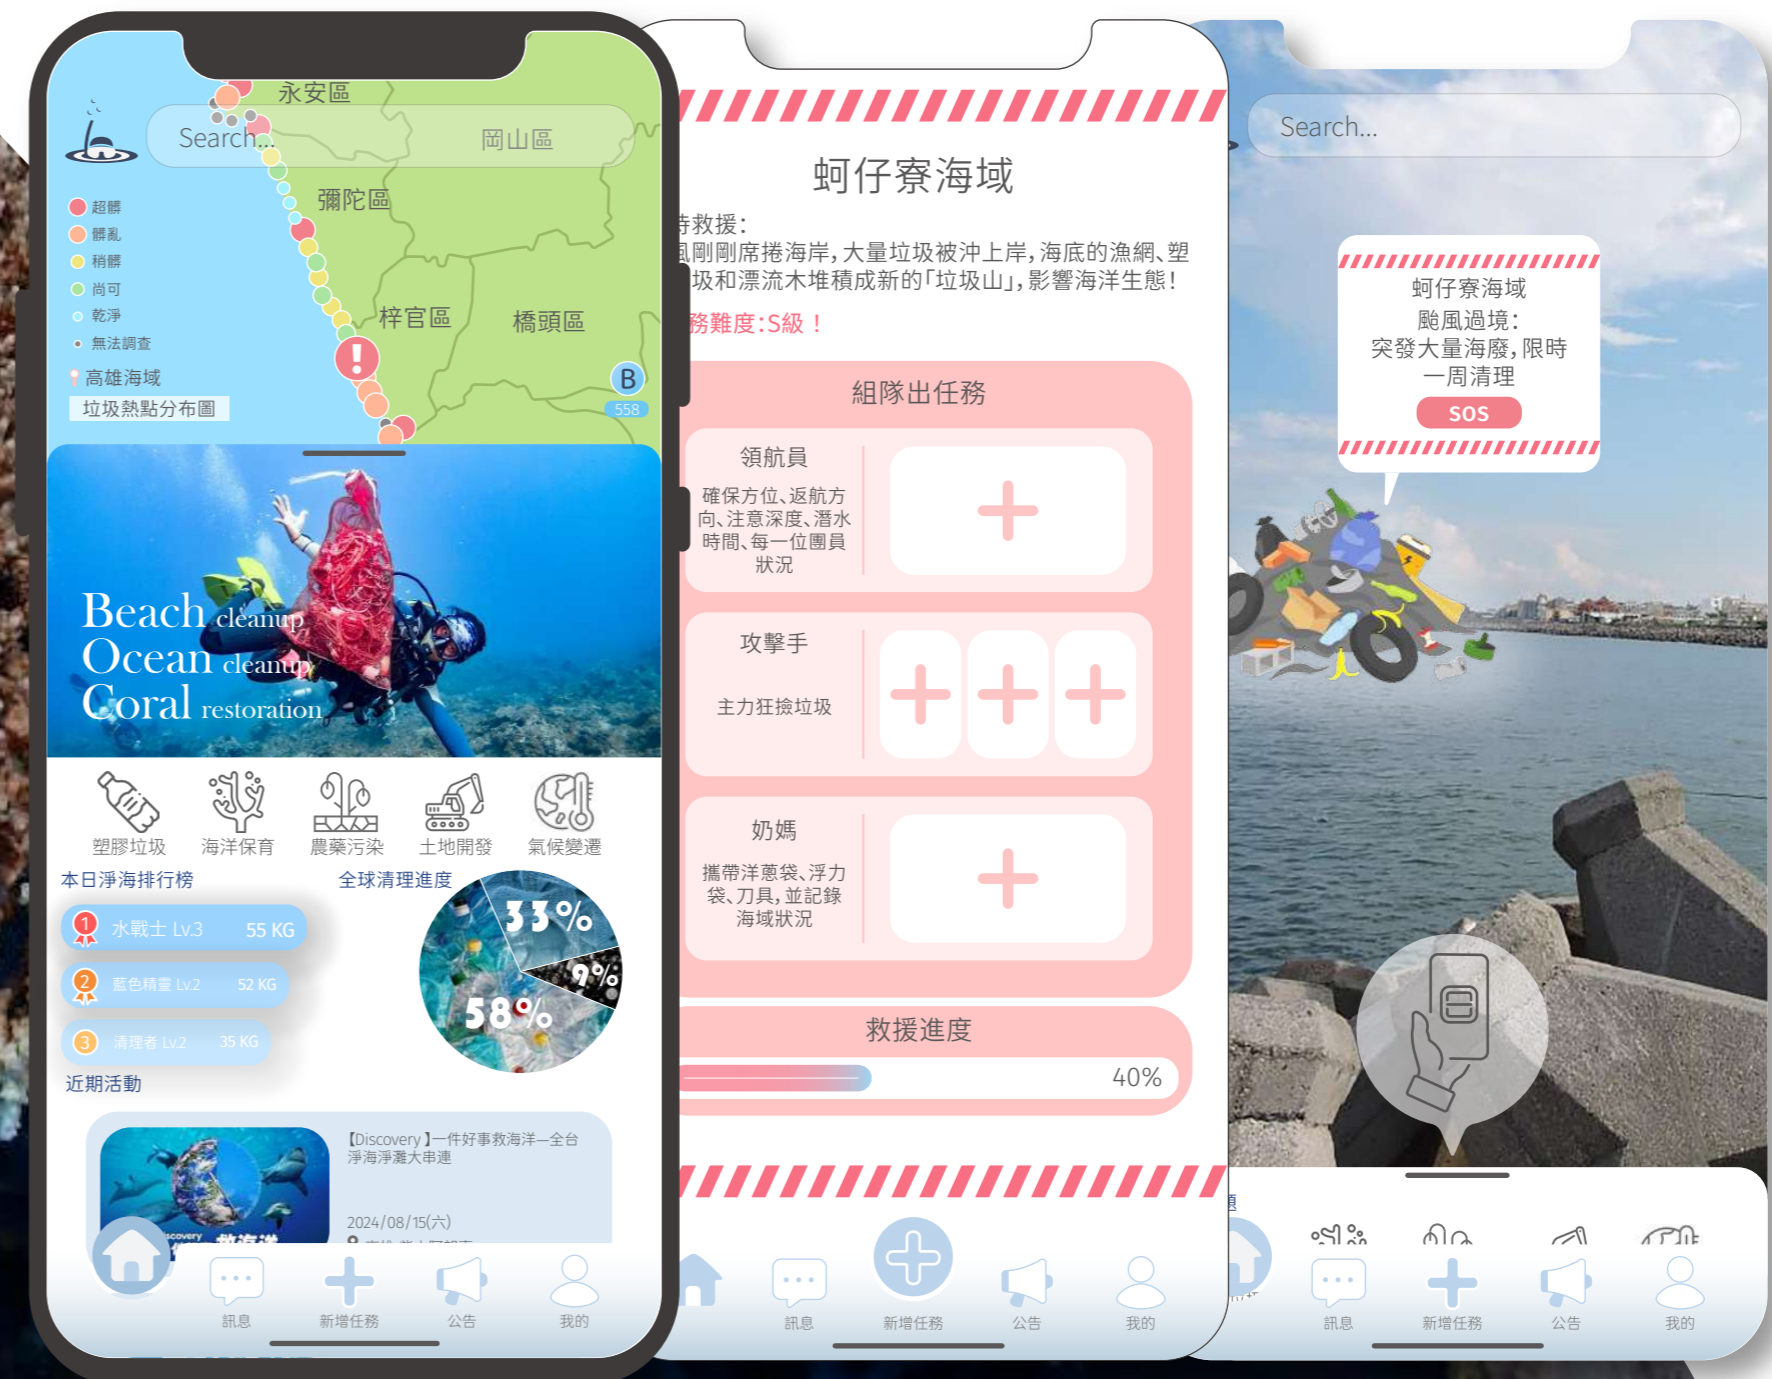 永安區
Search...
岡山區
彌陀區
超髒
髒亂
稍髒
尚可
乾淨
無法調查
高雄海域
垃圾熱點分布圖
梓官區
橋頭區
B
558
Beach cleanup
Ocean cleanup
Coral restoration
塑膠垃圾
海洋保育
農藥污染
土地開發
氣候變遷
本日淨海排行榜
1 水戰士 Lv.3 55 KG
2 藍色精靈 Lv.2 52 KG
3 清理者 Lv.2 35 KG
全球清理進度
33%
9%
58%
近期活動
【Discovery】一件好事救海洋—全台
淨海淨灘大串連
2024/08/15(六)
訊息
新增任務
公告
我的
蚵仔寮海域
救援：
剛剛席捲海岸，大量垃圾被沖上岸，海底的漁網、塑
圾和漂流木堆積成新的「垃圾山」，影響海洋生態！
務難度：S級！
組隊出任務
領航員
確保方位、返航方
向、注意深度、潛水
時間、每一位團員
狀況
攻擊手
主力狂撿垃圾
奶媽
攜帶洋蔥袋、浮力
袋、刀具，並記錄
海域狀況
救援進度
40%
訊息
新增任務
公告
我的
Search...
蚵仔寮海域
颱風過境：
突發大量海廢，限時
一周清理
SOS
訊息
新增任務
公告
我的